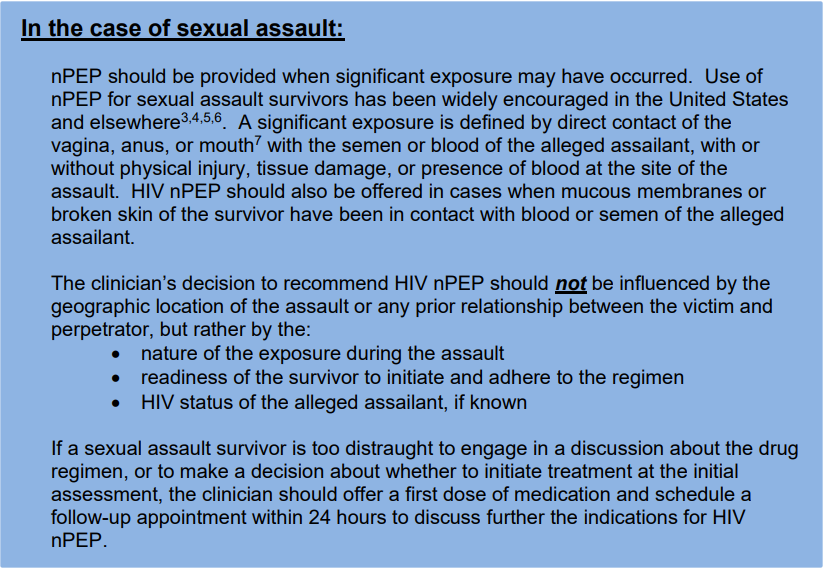 In the case of sexual assault:
nPEP should be provided when significant exposure may have occurred.  Use of
nPEP for sexual assault survivors has been widely encouraged in the United States
and elsewhere3,4,5,6.  A significant exposure is defined by direct contact of the
vagina, anus, or mouth7 with the semen or blood of the alleged assailant, with or
without physical injury, tissue damage, or presence of blood at the site of the
assault.  HIV nPEP should also be offered in cases when mucous membranes or
broken skin of the survivor have been in contact with blood or semen of the alleged
assailant.
The clinician’s decision to recommend HIV nPEP should not be influenced by the
geographic location of the assault or any prior relationship between the victim and
perpetrator, but rather by the:
• nature of the exposure during the assault
• readiness of the survivor to initiate and adhere to the regimen
• HIV status of the alleged assailant, if known
If a sexual assault survivor is too distraught to engage in a discussion about the drug
regimen, or to make a decision about whether to initiate treatment at the initial
assessment, the clinician should offer a first dose of medication and schedule a
follow-up appointment within 24 hours to discuss further the indications for HIV
nPEP.